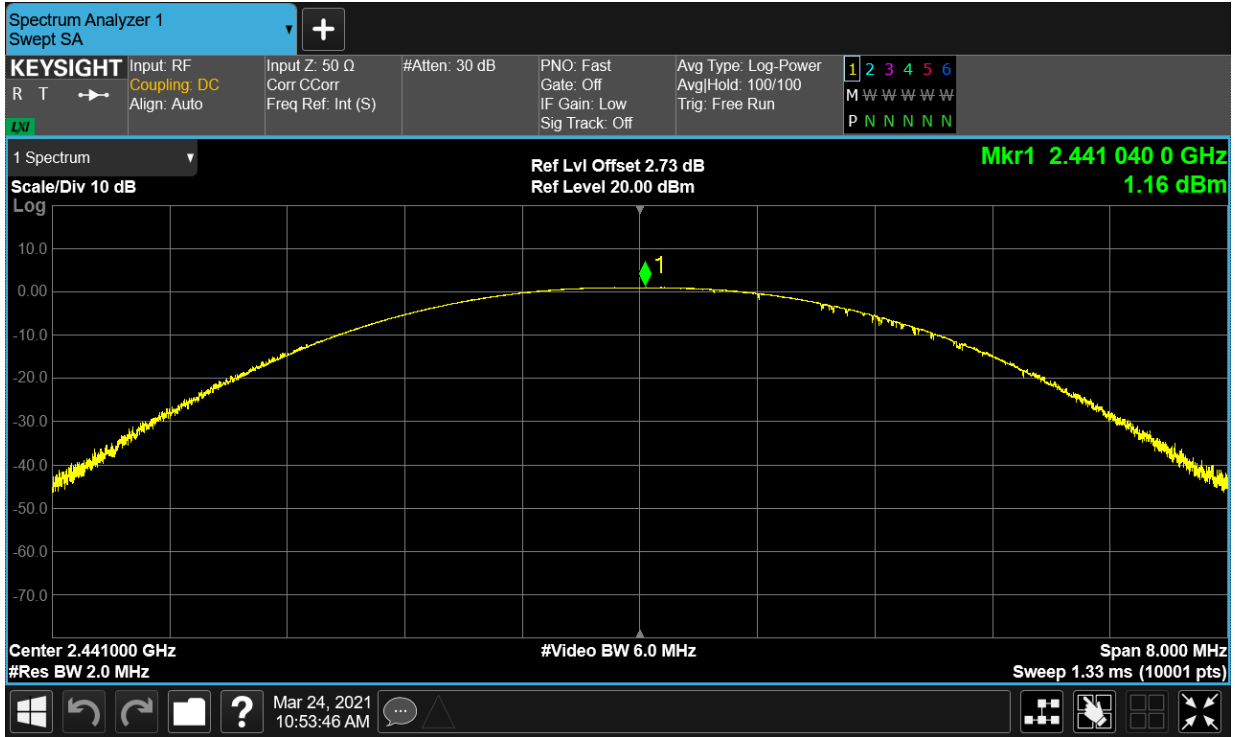 Spectrum Analyzer 1
Swept SA
▼
+
KEYSIGHT
R T
LXI
Input: RF
Coupling: DC
Align: Auto
Input Z: 50 Ω
Corr CCorr
Freq Ref: Int (S)
#Atten: 30 dB
PNO: Fast
Gate: Off
IF Gain: Low
Sig Track: Off
Avg Type: Log-Power
Avg|Hold: 100/100
Trig: Free Run
1 2 3 4 5 6
M W W W W W
P N N N N N
1 Spectrum ▼
Scale/Div 10 dB
Log
Ref Lvl Offset 2.73 dB
Ref Level 20.00 dBm
Mkr1 2.441 040 0 GHz
1.16 dBm
10.0
1
0.00
-10.0
-20.0
-30.0
-40.0
-50.0
-60.0
-70.0
Center 2.441000 GHz
#Res BW 2.0 MHz
#Video BW 6.0 MHz
Span 8.000 MHz
Sweep 1.33 ms (10001 pts)
?
Mar 24, 2021
10:53:46 AM